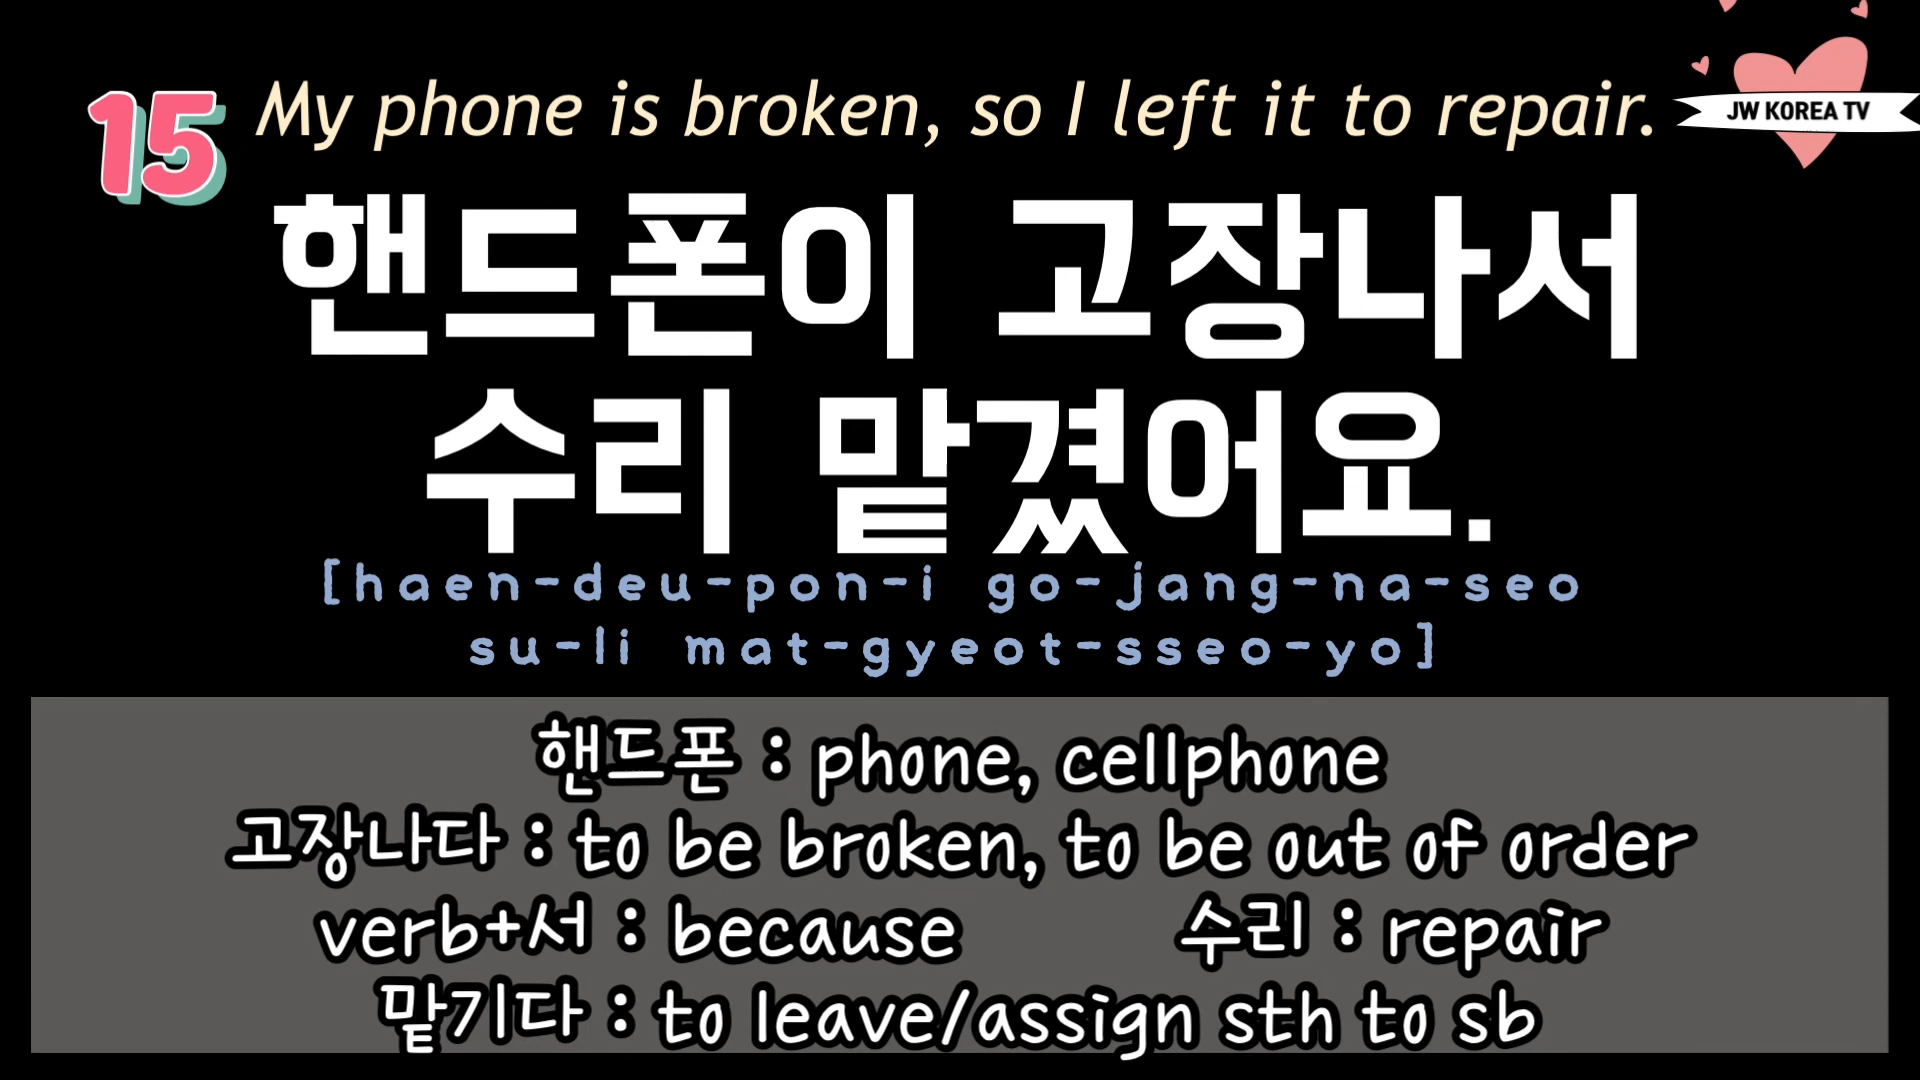 15 My phone is broken, so I left it to repair.
JW KOREA TV
핸드폰이 고장나서
수리 맡겼어요.
[haen-deu-pon-i go-jang-na-seo
su-li mat-gyeot-sseo-yo]
핸드폰 : phone, cellphone
고장나다 : to be broken, to be out of order
verb+서 : because 수리 : repair
맡기다 : to leave/assign sth to sb